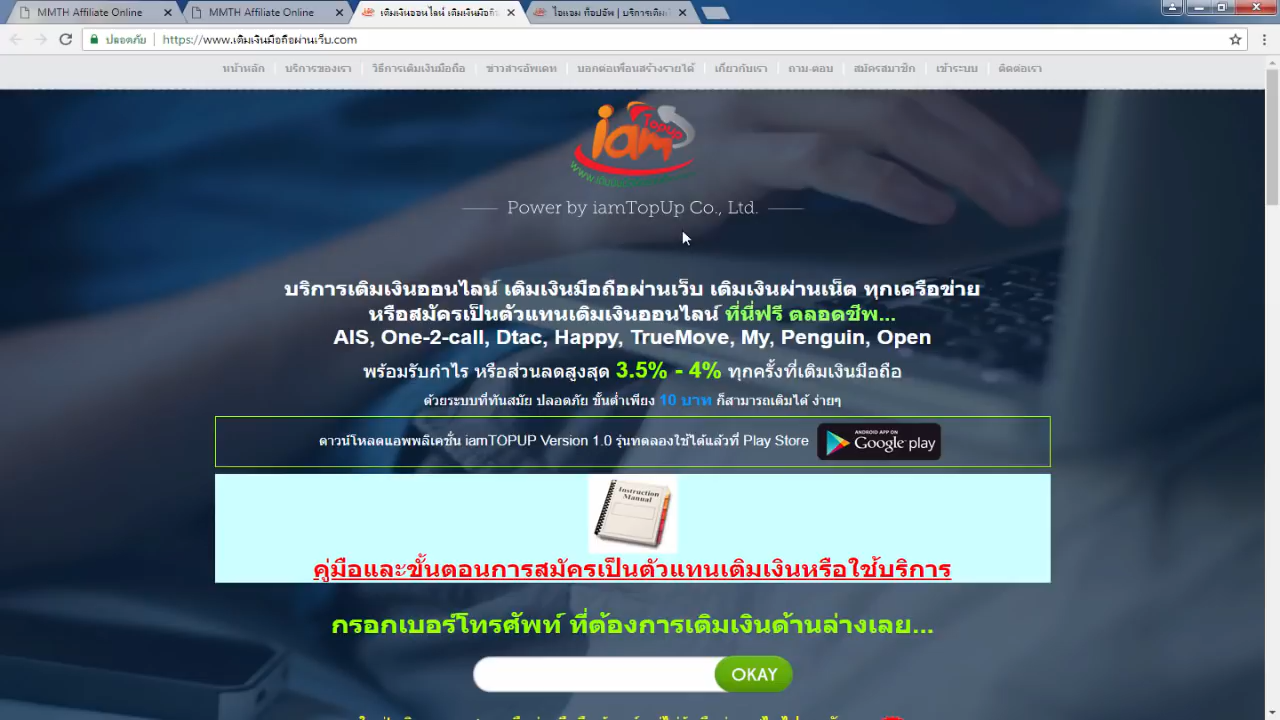 MMTH Affiliate Online
MMTH Affiliate Online
เติมเงินออนไลน์ เติมเงินมือถื
ไอแอม ท็อปอัพ | บริการเติม
ปลอดภัย
https://www.เติมเงินมือถือผ่านเว็บ.com
หน้าหลัก
บริการของเรา
วิธีการเติมเงินมือถือ
ข่าวสารอัพเดท
บอกต่อเพื่อนสร้างรายได้
เกี่ยวกับเรา
ถาม-ตอบ
สมัครสมาชิก
เข้าระบบ
ติดต่อเรา
iam TopUp
Power by iamTopUp Co., Ltd.
บริการเติมเงินออนไลน์ เติมเงินมือถือผ่านเว็บ เติมเงินผ่านเน็ต ทุกเครือข่าย
หรือสมัครเป็นตัวแทนเติมเงินออนไลน์ ที่นี่ฟรี ตลอดชีพ...
AIS, One-2-call, Dtac, Happy, TrueMove, My, Penguin, Open
พร้อมรับกำไร หรือส่วนลดสูงสุด 3.5% - 4% ทุกครั้งที่เติมเงินมือถือ
ด้วยระบบที่ทันสมัย ปลอดภัย ขั้นต่ำเพียง 10 บาท ก็สามารถเติมได้ ง่ายๆ
ดาวน์โหลดแอพพลิเคชั่น iamTOPUP Version 1.0 รุ่นทดลองใช้ได้แล้วที่ Play Store
ANDROID APP ON
Google play
Instruction
Manual
คู่มือและขั้นตอนการสมัครเป็นตัวแทนเติมเงินหรือใช้บริการ
กรอกเบอร์โทรศัพท์ ที่ต้องการเติมเงินด้านล่างเลย...
OKAY